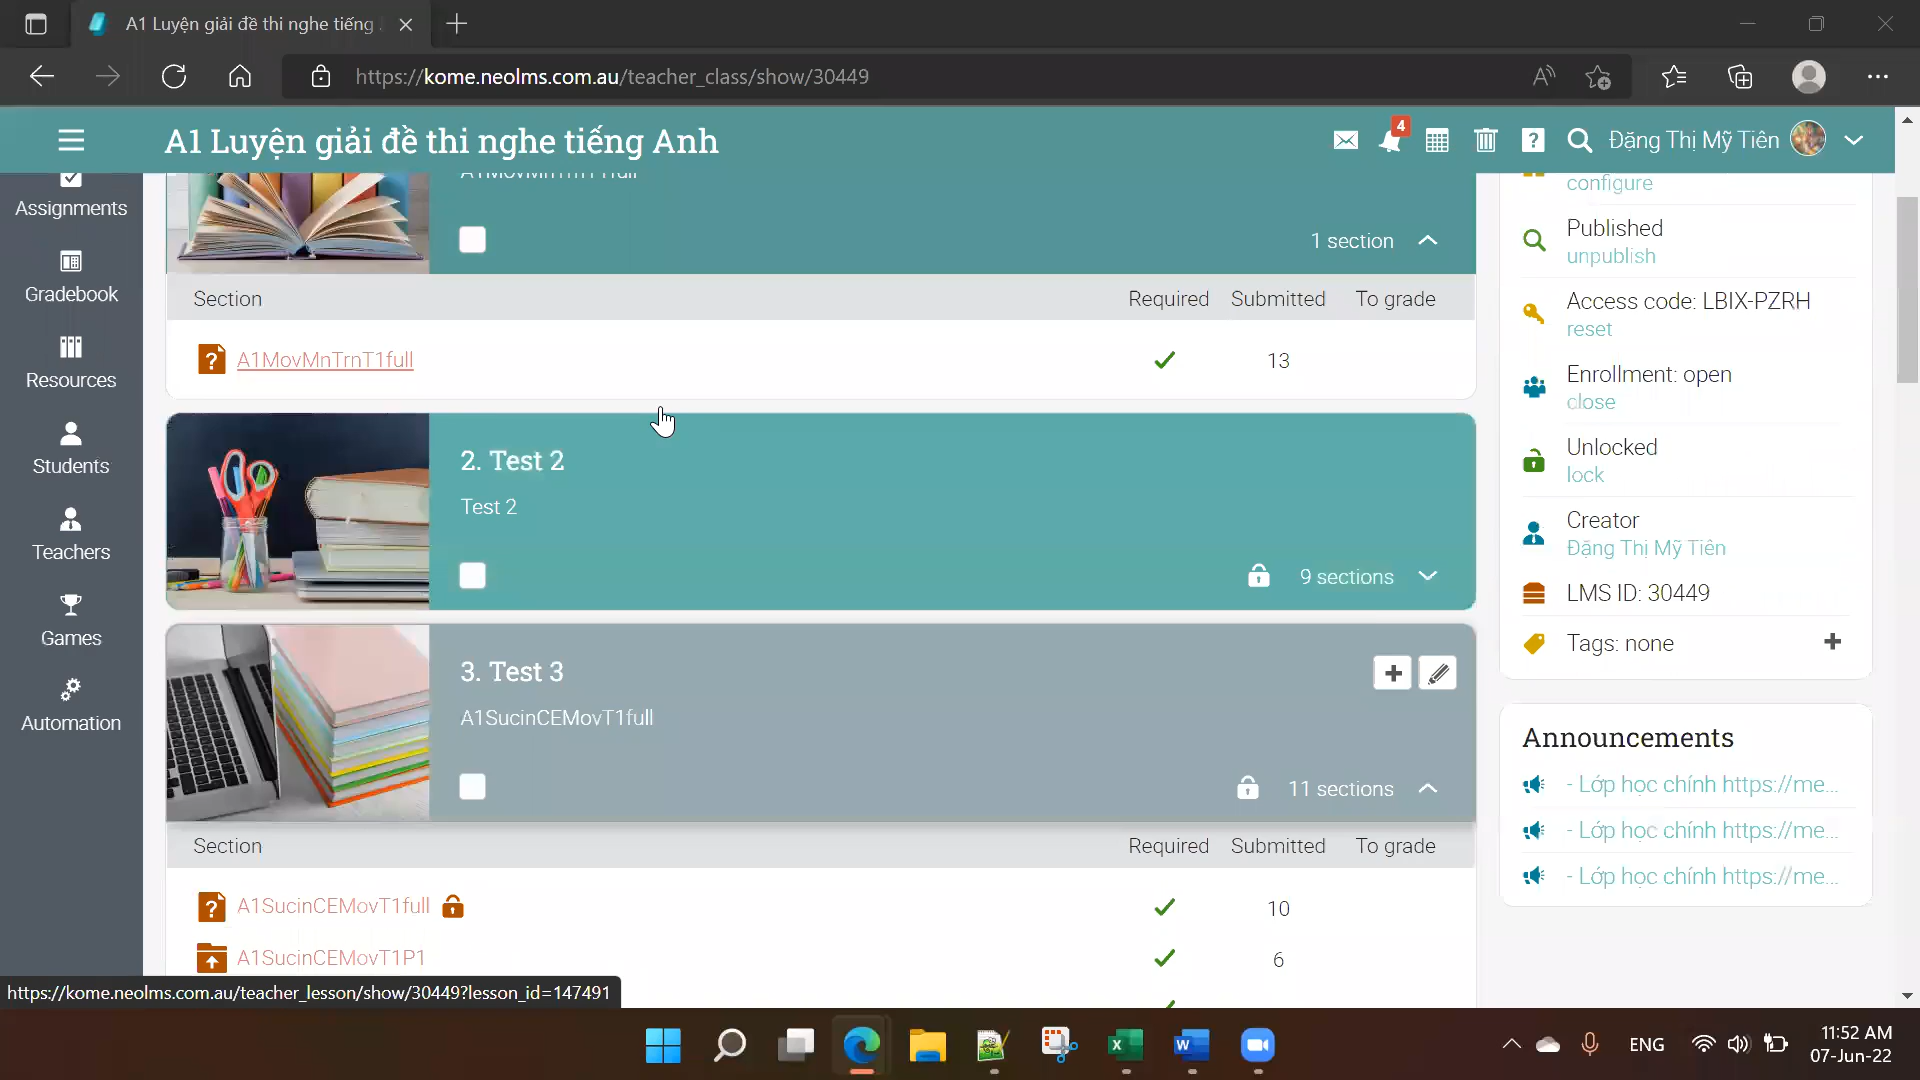 A1 Luyện giải đề thi nghe tiếng
https://kome.neolms.com.au/teacher_class/show/30449
A1 Luyện giải đề thi nghe tiếng Anh
4
Đặng Thị Mỹ Tiên
Assignments
Gradebook
Resources
Students
Teachers
Games
Automation
A1MovMnTrnT1full
1 section
Section Required Submitted To grade
A1MovMnTrnT1full 13
2. Test 2
Test 2
9 sections
3. Test 3
A1SucinCEMovT1full
11 sections
Section Required Submitted To grade
A1SucinCEMovT1full 10
A1SucinCEMovT1P1 6
configure
Published
unpublish
Access code: LBIX-PZRH
reset
Enrollment: open
close
Unlocked
lock
Creator
Đặng Thị Mỹ Tiên
LMS ID: 30449
Tags: none
Announcements
- Lớp học chính https://me...
- Lớp học chính https://me...
- Lớp học chính https://me...
https://kome.neolms.com.au/teacher_lesson/show/30449?lesson_id=147491
ENG
11:52 AM
07-Jun-22